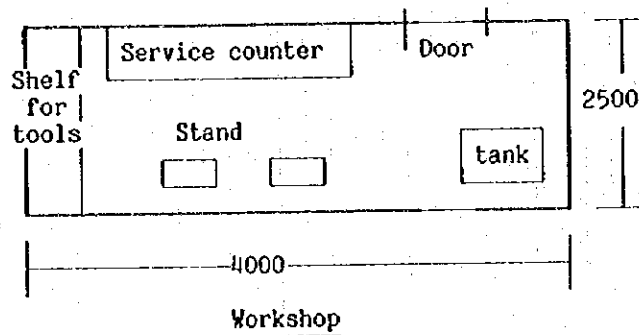 Service counter
Door
Shelf
for
tools
2500
Stand
tank
4000
Workshop